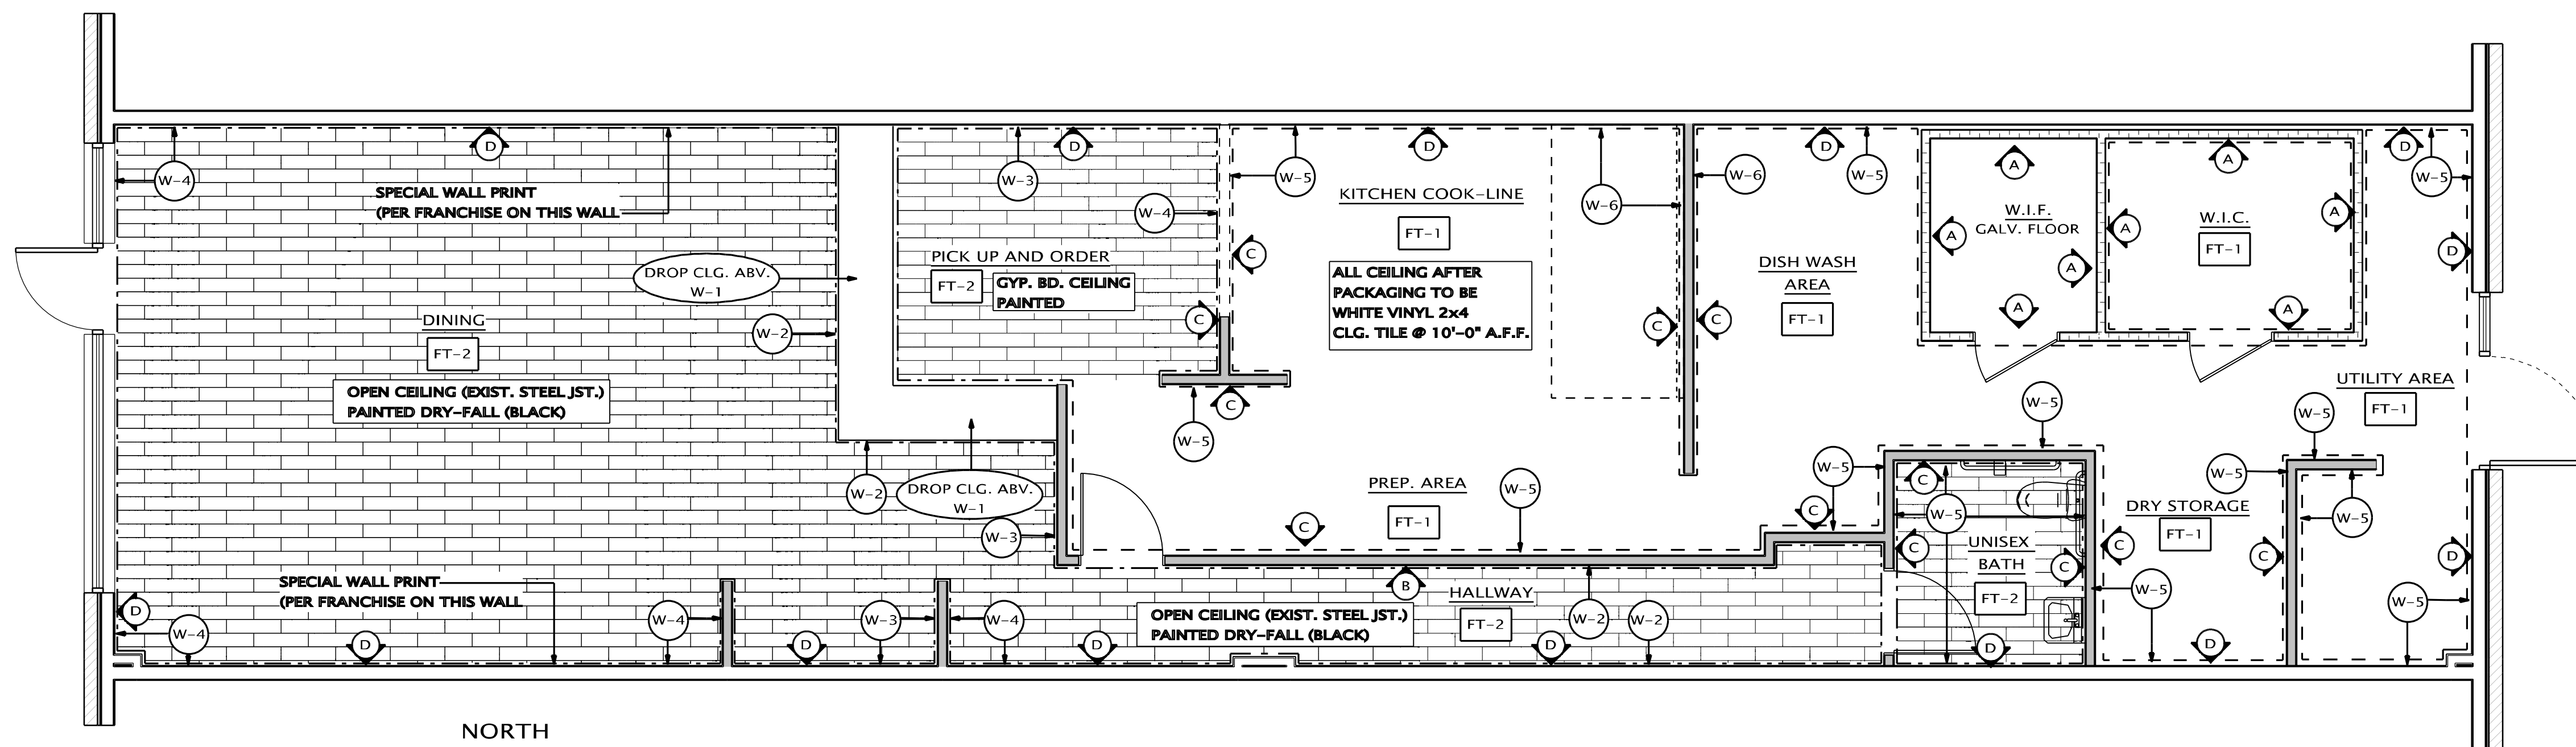 D
D
D
D
D
W-4
SPECIAL WALL PRINT
(PER FRANCHISE ON THIS WALL
W-3
W-5
W-6
W-5
A
A
W-5
KITCHEN COOK-LINE
W-6
W-4
W.I.F.
GALV. FLOOR
A
W.I.C.
FT-1
FT-1
A
A
A
C
D
PICK UP AND ORDER
FT-2
GYP. BD. CEILING
PAINTED
DROP CLG. ABV.
W-1
ALL CEILING AFTER
PACKAGING TO BE
WHITE VINYL 2x4
CLG. TILE @ 10'-0" A.F.F.
DISH WASH
AREA
FT-1
A
A
A
DINING
FT-2
W-2
C
C
C
OPEN CEILING (EXIST. STEEL JST.)
PAINTED DRY-FALL (BLACK)
C
W-5
UTILITY AREA
FT-1
W-5
W-5
W-2
DROP CLG. ABV.
W-1
W-3
PREP. AREA
FT-1
W-5
C
W-5
C
C
W-5
W-5
DRY STORAGE
FT-1
W-5
C
UNISEX
BATH
FT-2
C
C
C
D
SPECIAL WALL PRINT
(PER FRANCHISE ON THIS WALL
D
W-4
D
W-4
D
W-3
W-4
D
OPEN CEILING (EXIST. STEEL JST.)
PAINTED DRY-FALL (BLACK)
B
HALLWAY
FT-2
W-2
W-2
D
D
W-5
D
W-5
NORTH